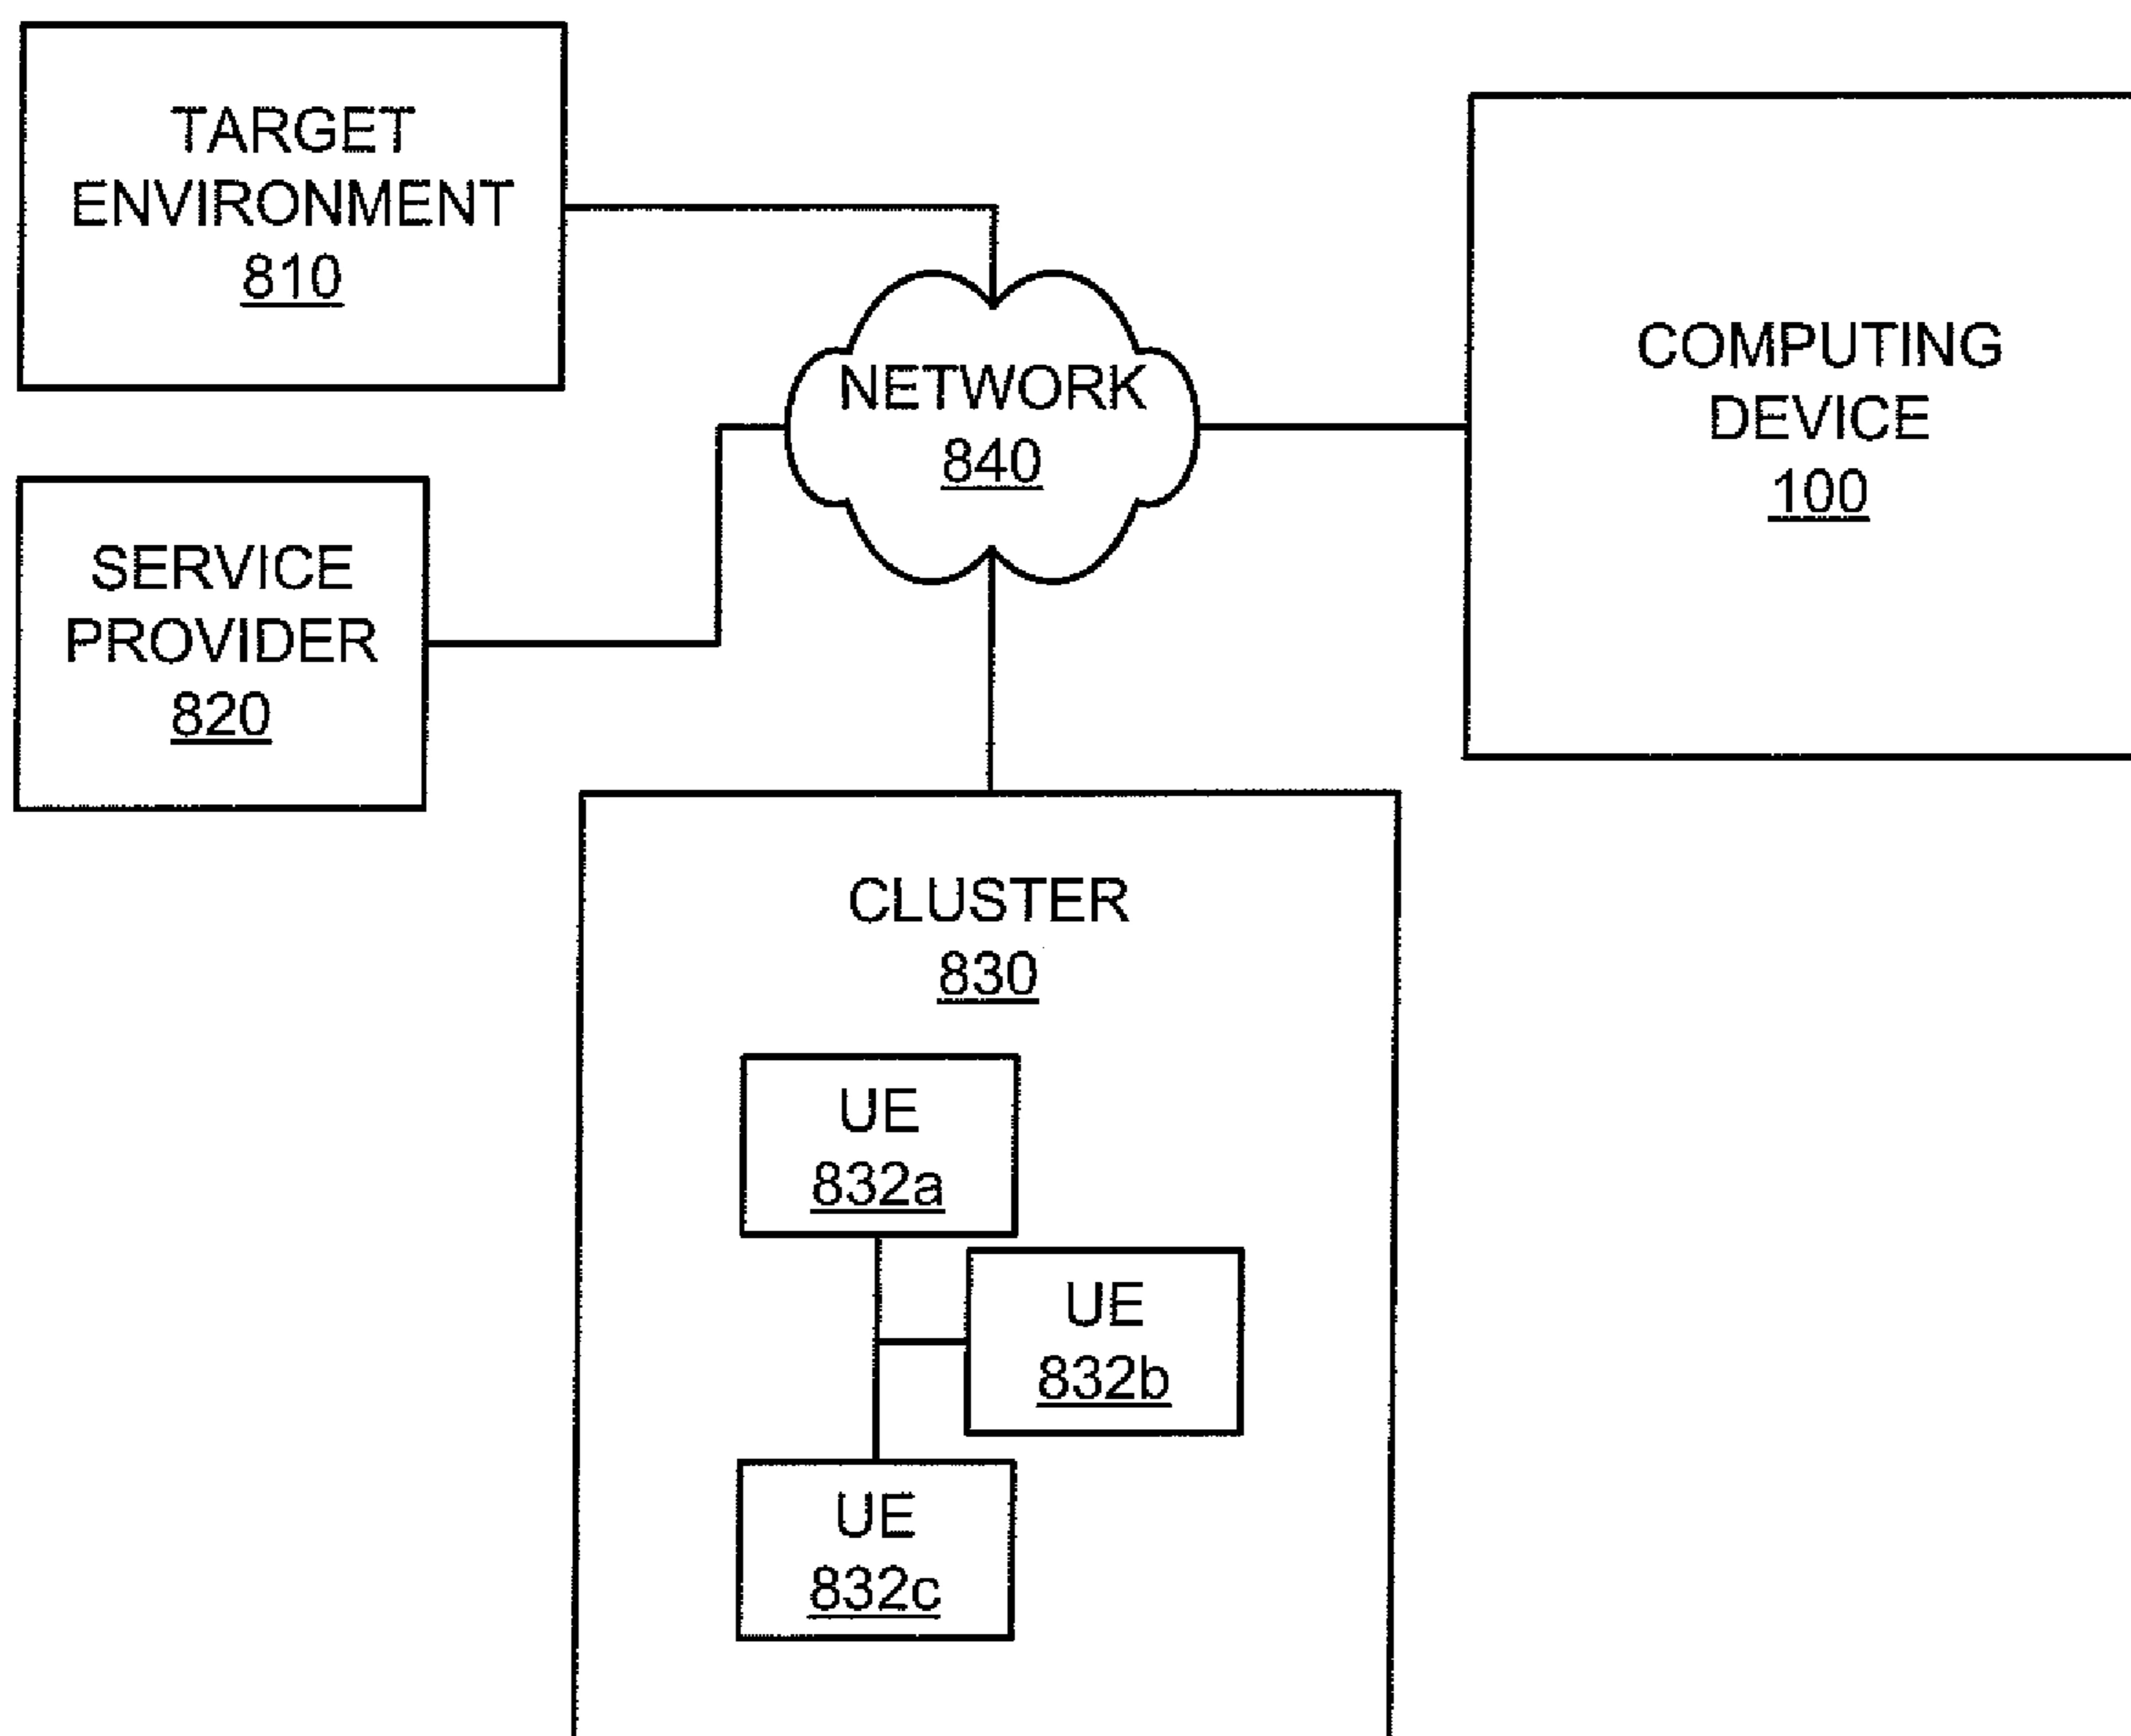 TARGET
ENVIRONMENT
810
SERVICE
PROVIDER
820
NETWORK
840
COMPUTING
DEVICE
100
CLUSTER
830
UE
832a
UE
832b
UE
832c